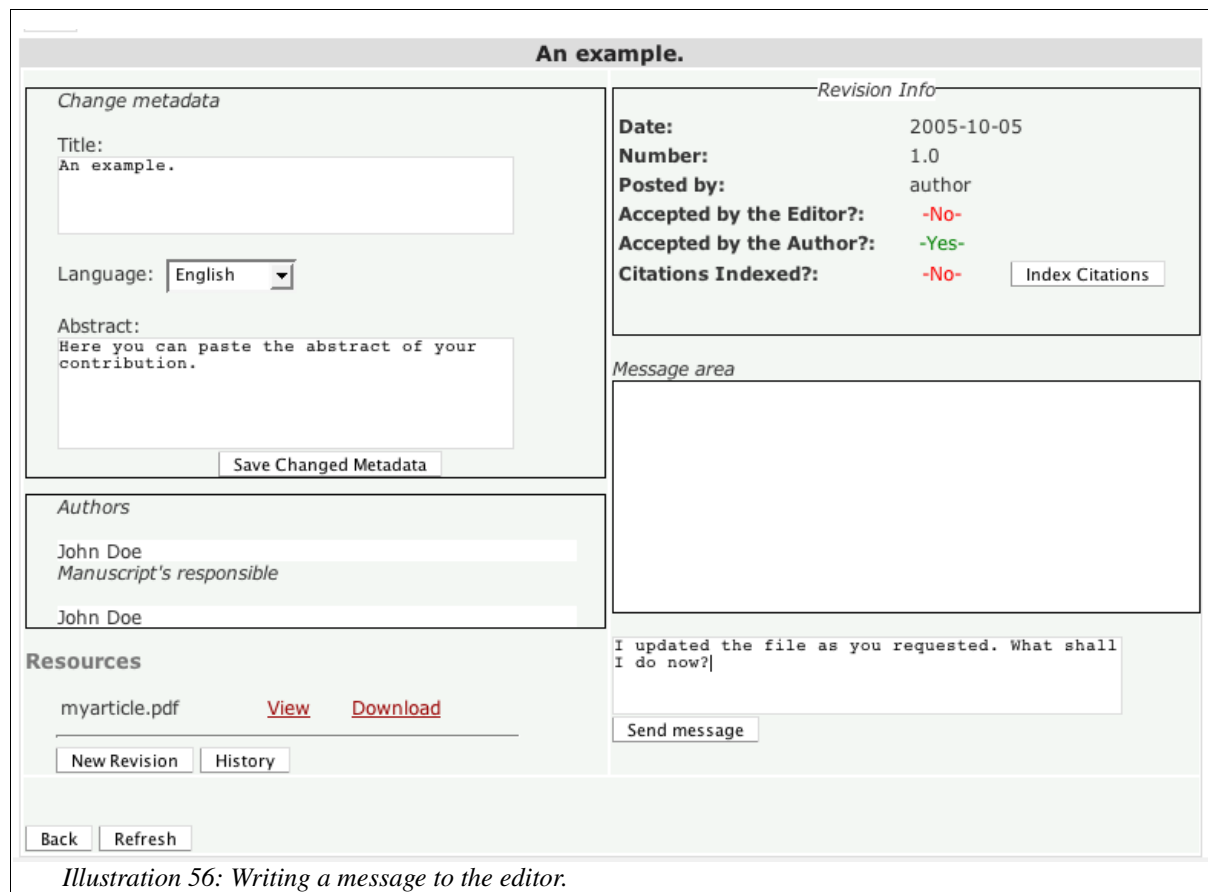 An example.
Change metadata
Title:
An example.
Language: English
Abstract:
Here you can paste the abstract of your
contribution.
Save Changed Metadata
Authors
John Doe
Manuscript's responsible
John Doe
Resources
myarticle.pdf View Download
New Revision History
Revision Info
Date: 2005-10-05
Number: 1.0
Posted by: author
Accepted by the Editor?: -No-
Accepted by the Author?: -Yes-
Citations Indexed?: -No- Index Citations
Message area
I updated the file as you requested. What shall
I do now?
Send message
Back Refresh
Illustration 56: Writing a message to the editor.